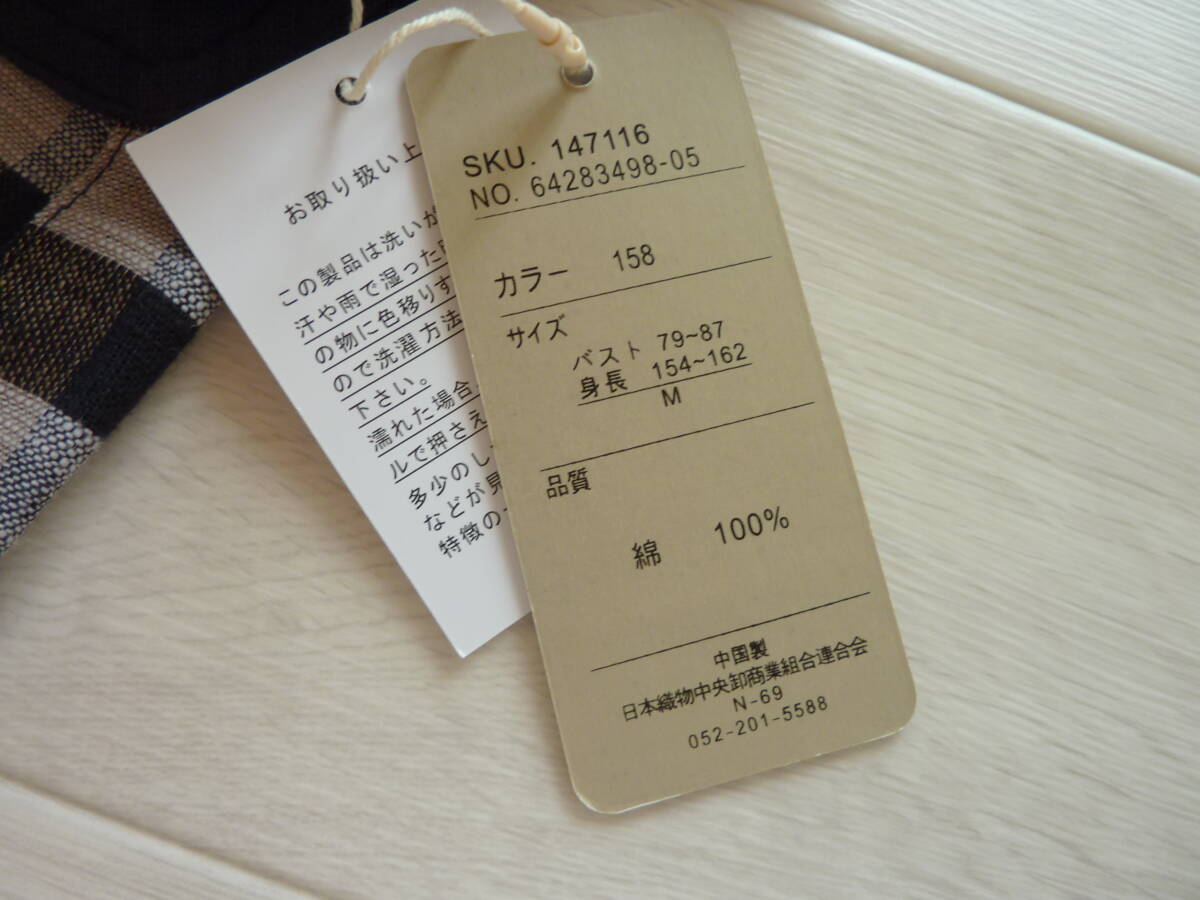 お取り扱い上
この製品は洗いが
汗や雨で湿った
の物に色移りす
ので洗濯方法
下さい。
濡れた場合
ルで押さえ
多少のし
などが見
特徴の
SKU. 147116
NO. 64283498-05
カラー 158
サイズ
バスト 79~87
身長 154~162
M
品質
綿 100%
中国製
日本織物中央卸商業組合連合会
N-69
052-201-5588